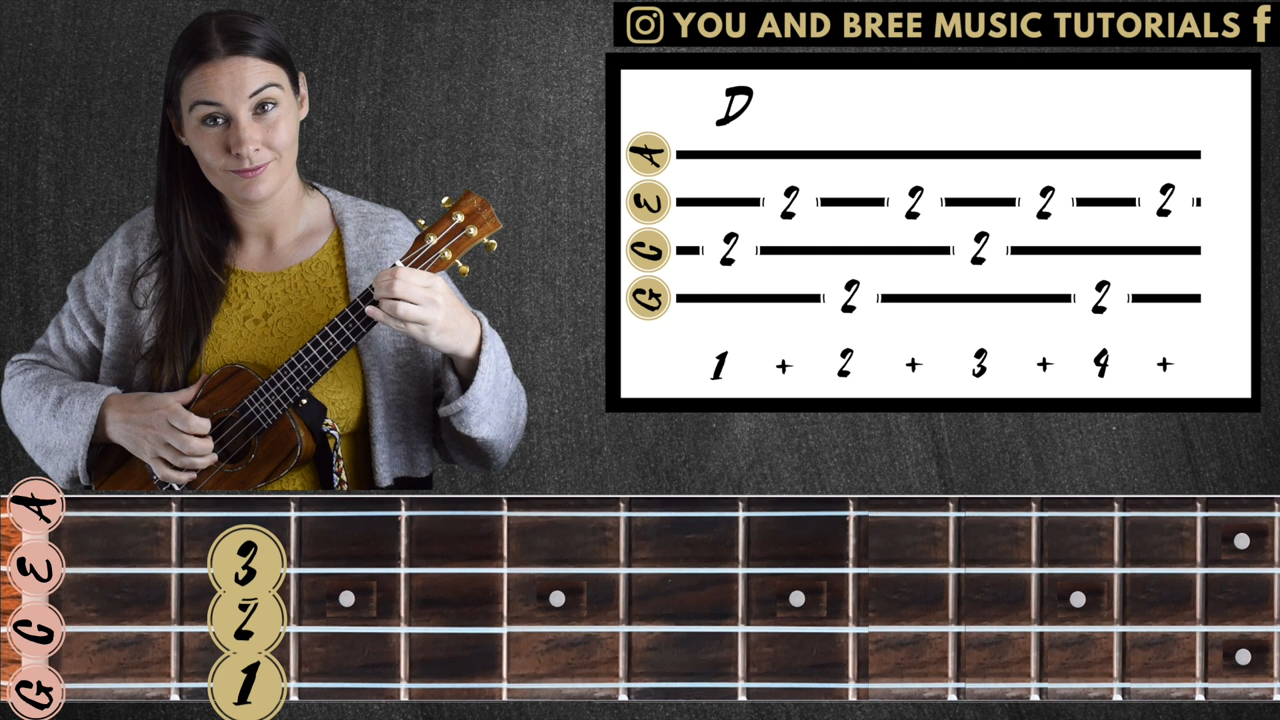 YOU AND BREE MUSIC TUTORIALS
D
A
E 2 2 2 2
C 2 2
G 2 2
1 + 2 + 3 + 4 +
A
E 3
C 2
G 1